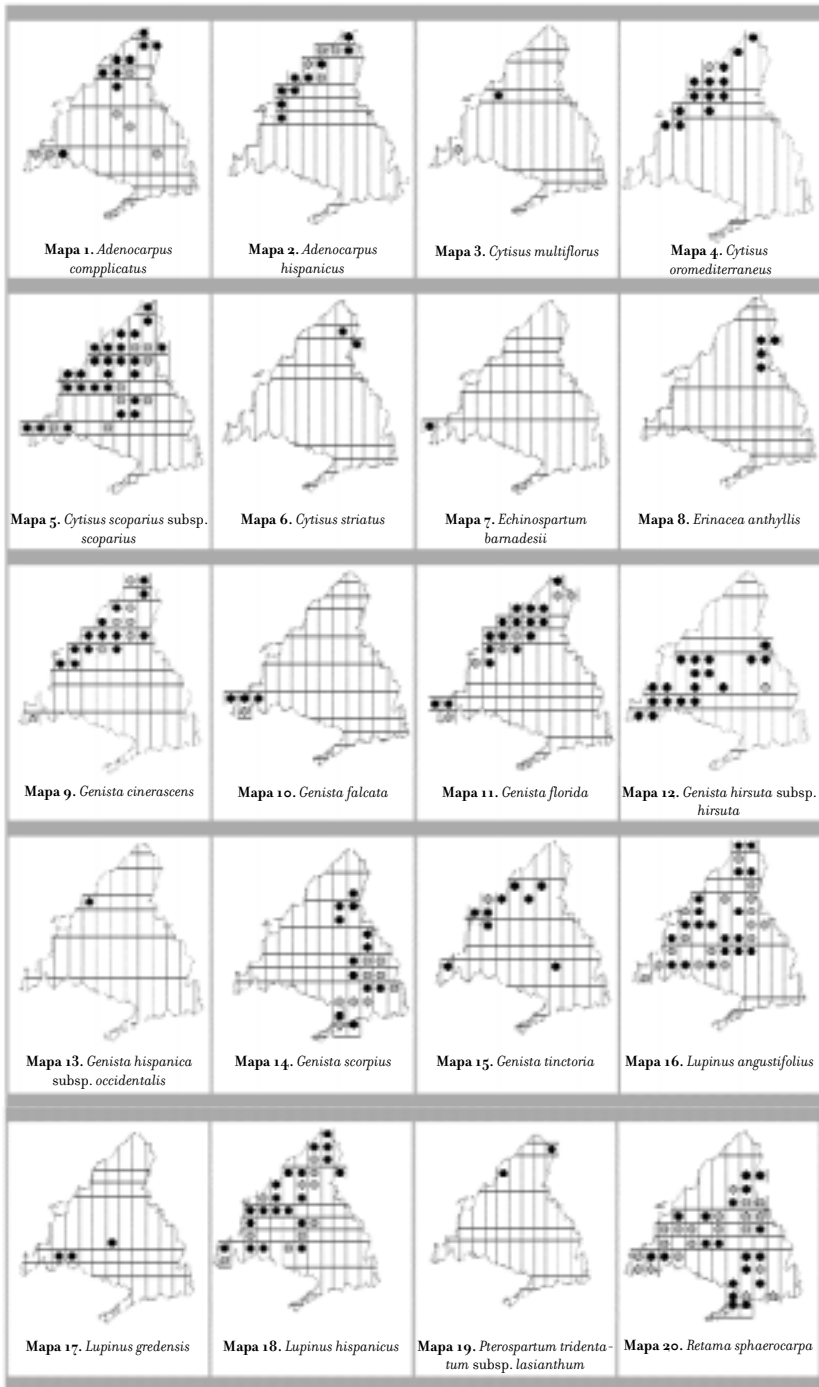 Mapa 1. Adenocarpus
compplicatus
Mapa 2. Adenocarpus
hispanicus
Mapa 3. Cytisus multiflorus
Mapa 4. Cytisus
oromediterraneus
Mapa 5. Cytisus scoparius subsp.
scoparius
Mapa 6. Cytisus striatus
Mapa 7. Echinospartum
barnadesii
Mapa 8. Erinacea anthyllis
Mapa 9. Genista cinerascens
Mapa 10. Genista falcata
Mapa 11. Genista florida
Mapa 12. Genista hirsuta subsp.
hirsuta
Mapa 13. Genista hispanica
subsp. occidentalis
Mapa 14. Genista scorpius
Mapa 15. Genista tinctoria
Mapa 16. Lupinus angustifolius
Mapa 17. Lupinus gredensis
Mapa 18. Lupinus hispanicus
Mapa 19. Pterospartum tridenta-
tum subsp. lasianthum
Mapa 20. Retama sphaerocarpa